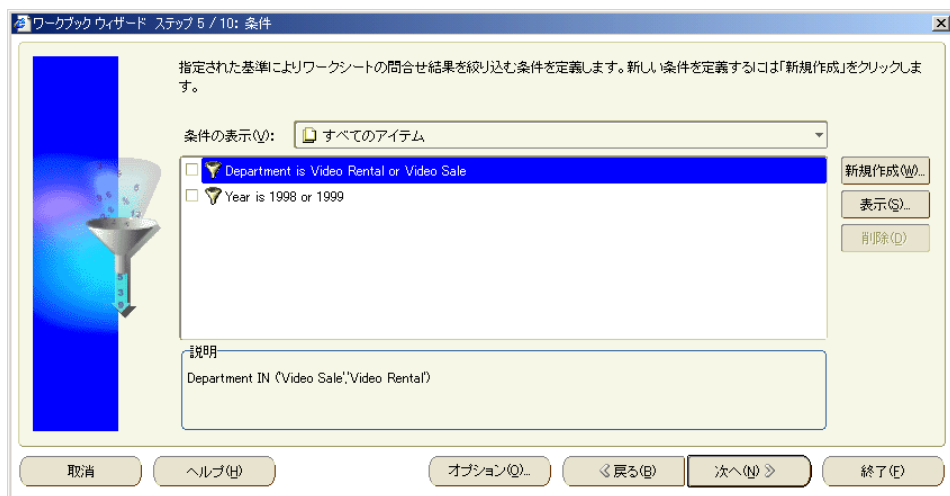 ワークブック ウィザード ステップ 5 / 10: 条件
指定された基準によりワークシートの問合せ結果を絞り込む条件を定義します。新しい条件を定義するには「新規作成」をクリックしま
す。
条件の表示(V): すべてのアイテム
Department is Video Rental or Video Sale
Year is 1998 or 1999
新規作成(W)...
表示(S)...
削除(D)
説明
Department IN ('Video Sale','Video Rental')
取消 ヘルプ(H) オプション(O)... 戻る(B) 次へ(N) 終了(F)